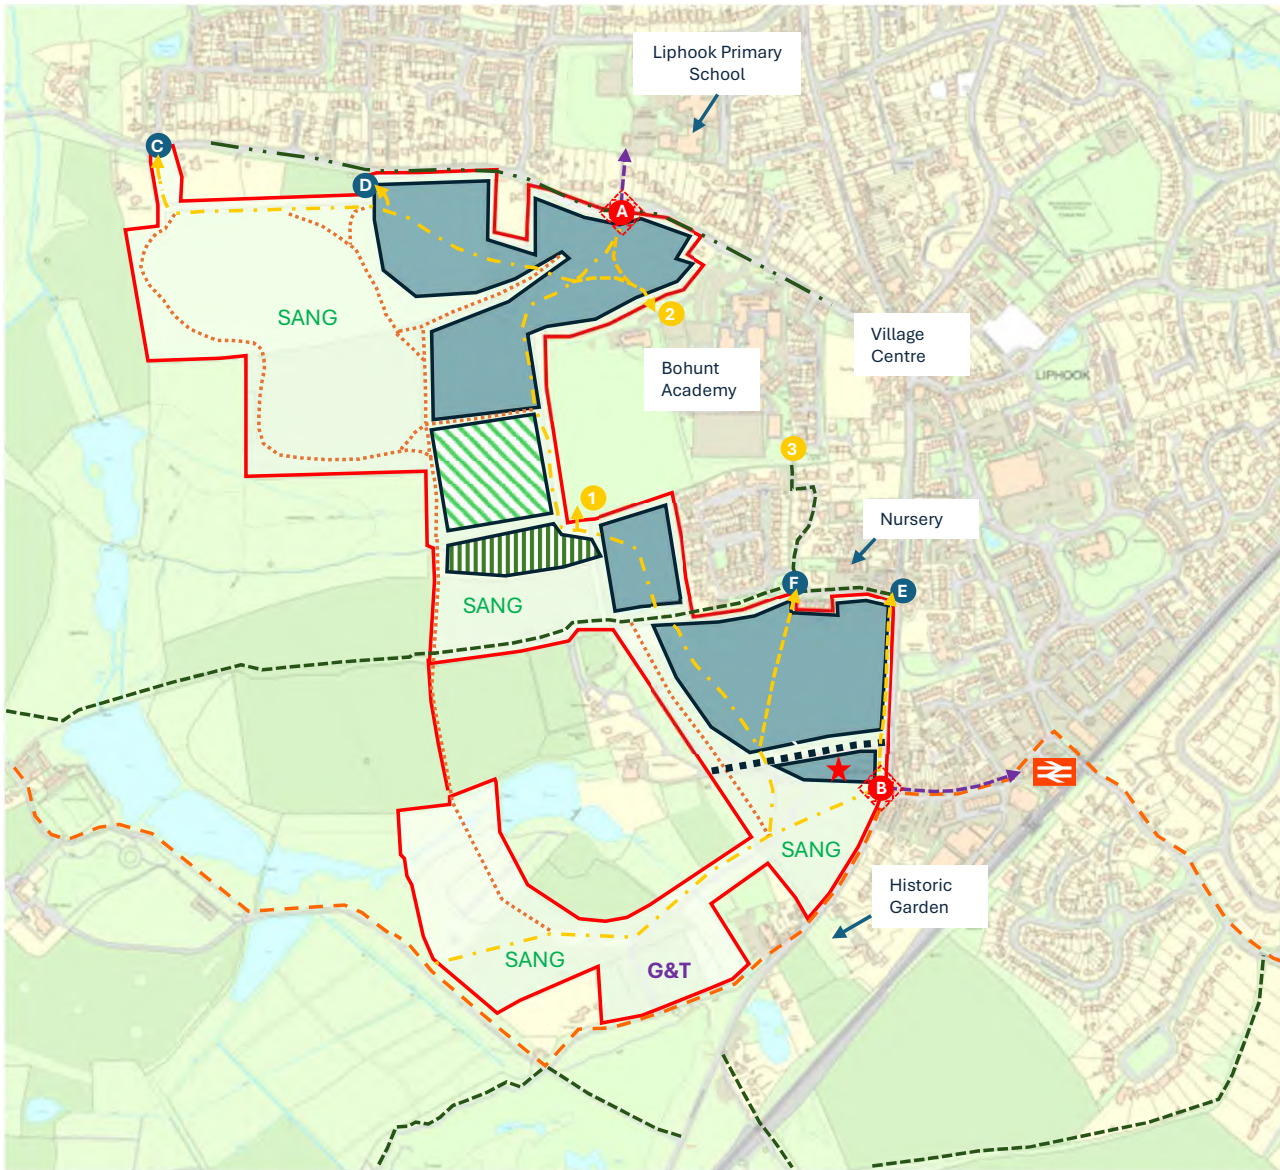 Liphook Primary
School
C
D
A
SANG
2
Village
Centre
Bohunt
Academy
LIPHOOK
3
1
Nursery
F
E
SANG
B
SANG
Historic
Garden
SANG
G&T